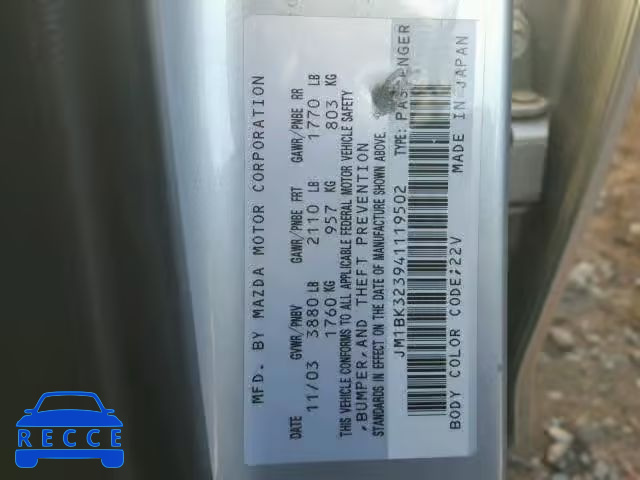 MFD. BY MAZDA MOTOR CORPORATION
DATE GVWR/PNBV GAWR/PNBE FRT GAWR/PNBE RR
11/03 3880 LB 2110 LB 1770 LB
1760 KG 957 KG 803 KG
THIS VEHICLE CONFORMS TO ALL APPLICABLE FEDERAL MOTOR VEHICLE SAFETY
,BUMPER,AND THEFT PREVENTION
STANDARDS IN EFFECT ON THE DATE OF MANUFACTURE SHOWN ABOVE.
JM1BK323941119502 TYPE:
BODY COLOR CODE;22V MADE IN JAPAN
RECCE